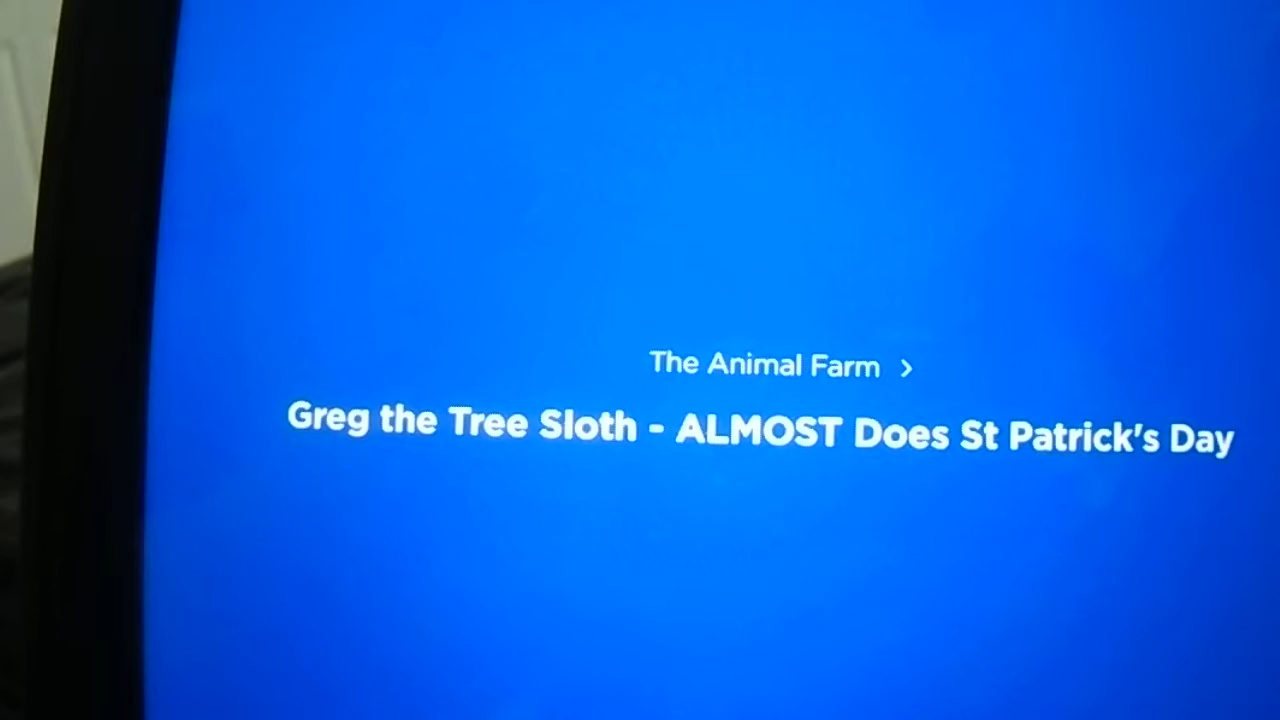 The Animal Farm >
Greg the Tree Sloth - ALMOST Does St Patrick's Day